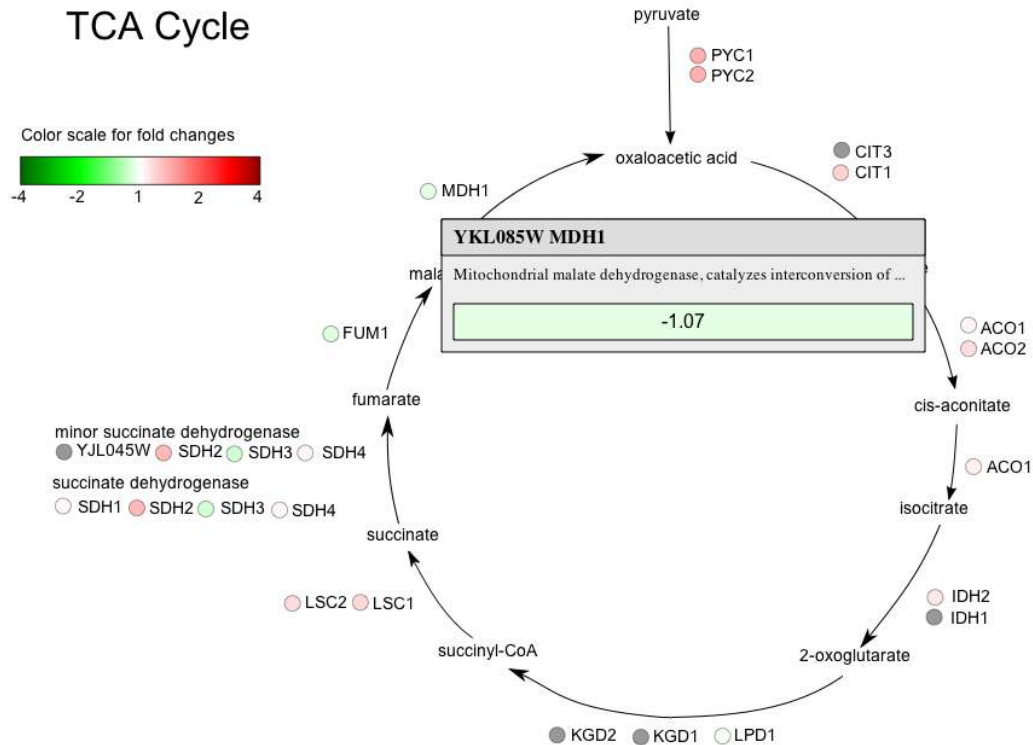 TCA Cycle
pyruvate
PYC1
PYC2
Color scale for fold changes
-4 -2 1 2 4
oxaloacetic acid
CIT3
CIT1
MDH1
YKL085W MDH1
mala
Mitochondrial malate dehydrogenase, catalyzes interconversion of ...
e
-1.07
FUM1
ACO1
ACO2
fumarate
cis-aconitate
minor succinate dehydrogenase
YJL045W SDH2 SDH3 SDH4
ACO1
succinate dehydrogenase
SDH1 SDH2 SDH3 SDH4
isocitrate
succinate
LSC2 LSC1
IDH2
IDH1
succinyl-CoA
2-oxoglutarate
KGD2 KGD1 LPD1